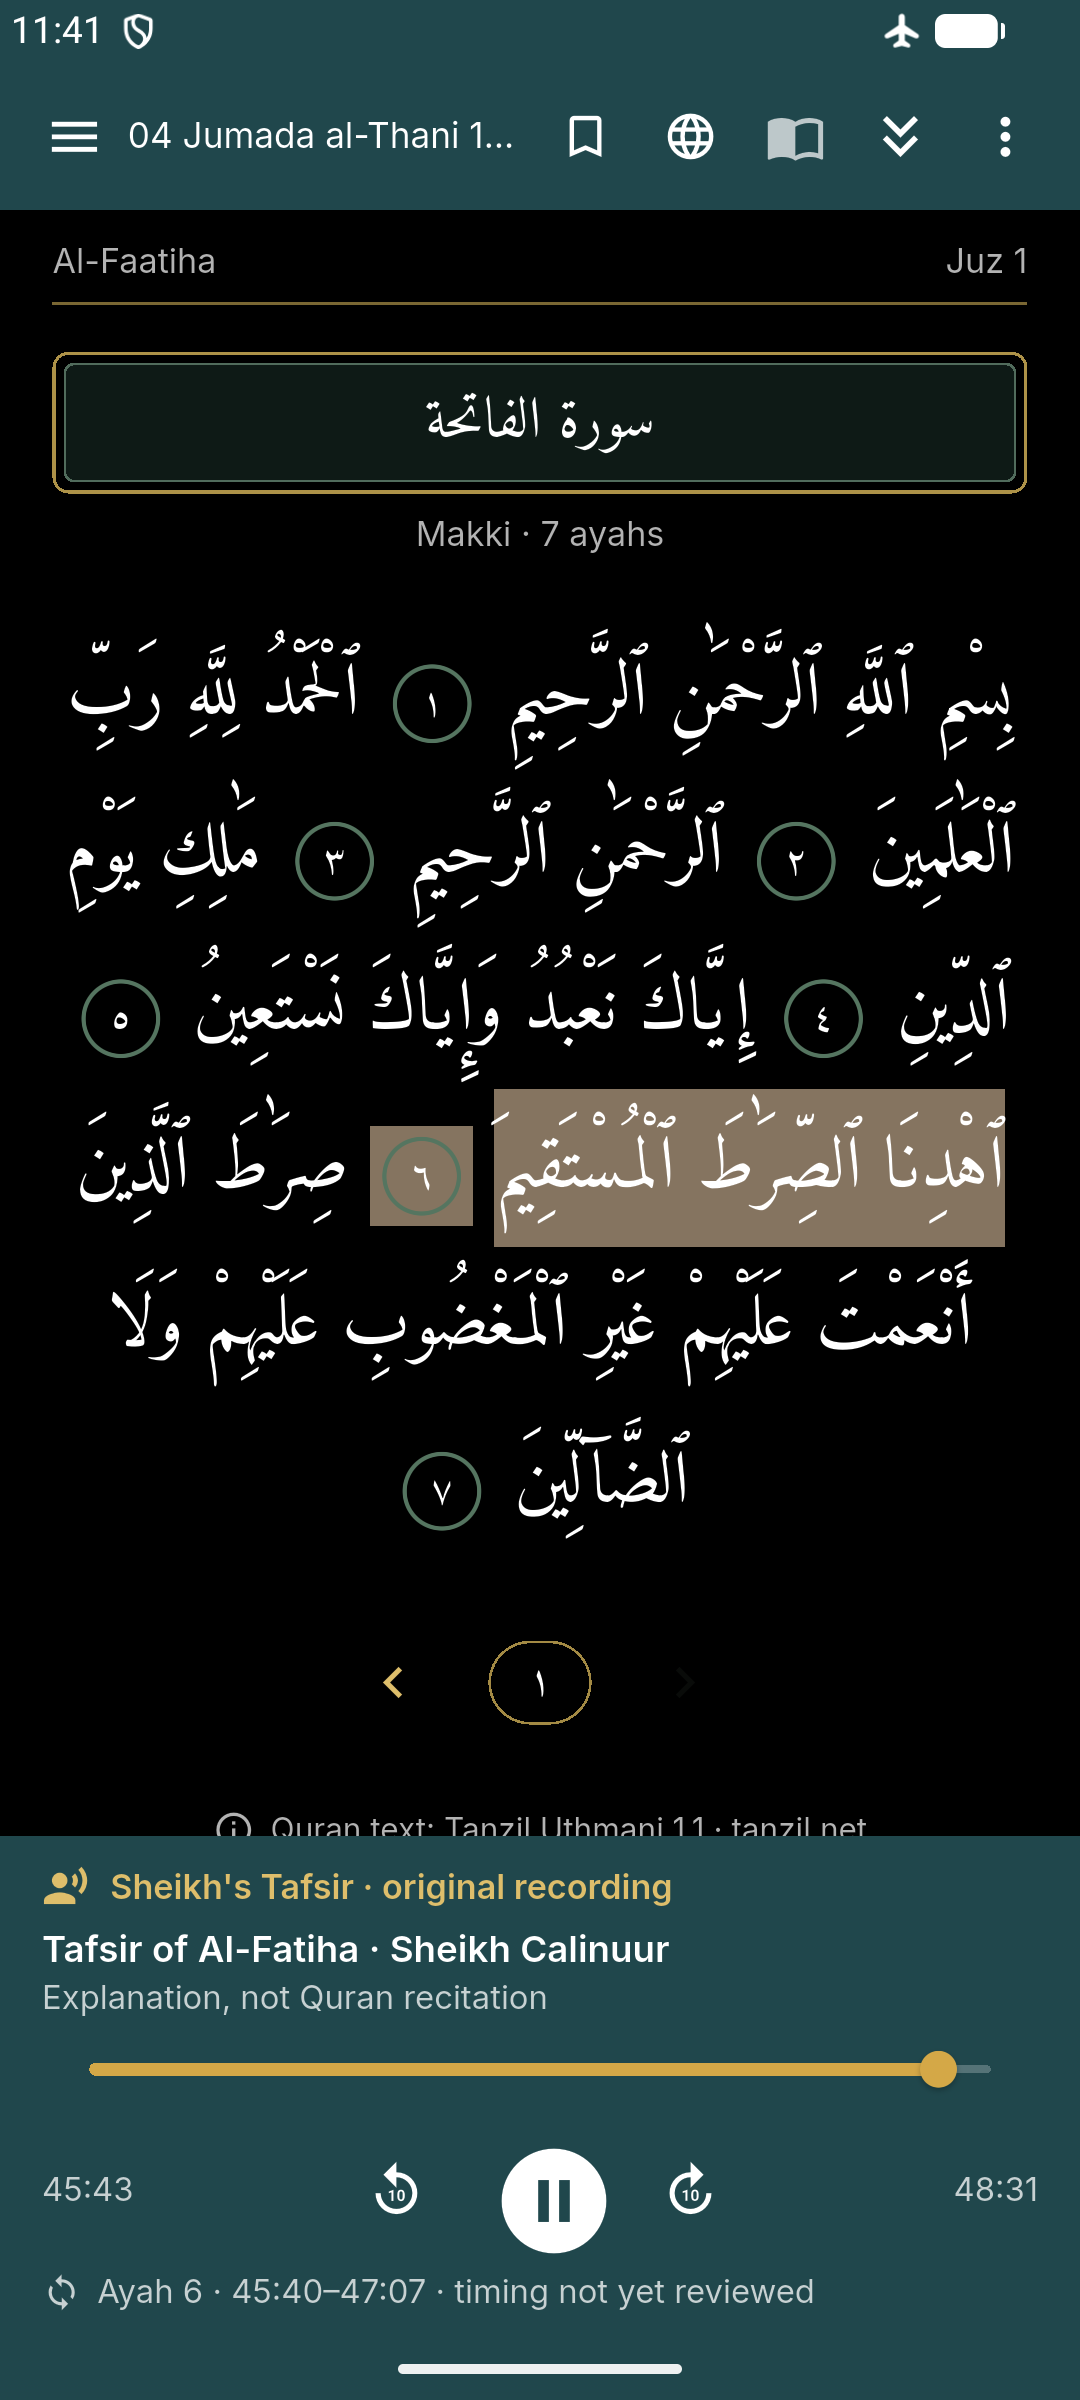 11:41
04 Jumada al-Thani 1...
Al-Faatiha
Juz 1
سورة الفاتحة
Makki · 7 ayahs
بِسْمِ ٱللَّهِ ٱلرَّحْمَٰنِ ٱلرَّحِيمِ ١ ٱلْحَمْدُ لِلَّهِ رَبِّ
ٱلْعَٰلَمِينَ ٢ ٱلرَّحْمَٰنِ ٱلرَّحِيمِ ٣ مَٰلِكِ يَوْمِ
ٱلدِّينِ ٤ إِيَّاكَ نَعْبُدُ وَإِيَّاكَ نَسْتَعِينُ ٥
ٱهْدِنَا ٱلصِّرَٰطَ ٱلْمُسْتَقِيمَ ٦ صِرَٰطَ ٱلَّذِينَ
أَنْعَمْتَ عَلَيْهِمْ غَيْرِ ٱلْمَغْضُوبِ عَلَيْهِمْ وَلَا
ٱلضَّآلِّينَ ٧
١
Quran text: Tanzil Uthmani 1.1 · tanzil.net
Sheikh's Tafsir · original recording
Tafsir of Al-Fatiha · Sheikh Calinuur
Explanation, not Quran recitation
45:43
10
10
48:31
Ayah 6 · 45:40–47:07 · timing not yet reviewed